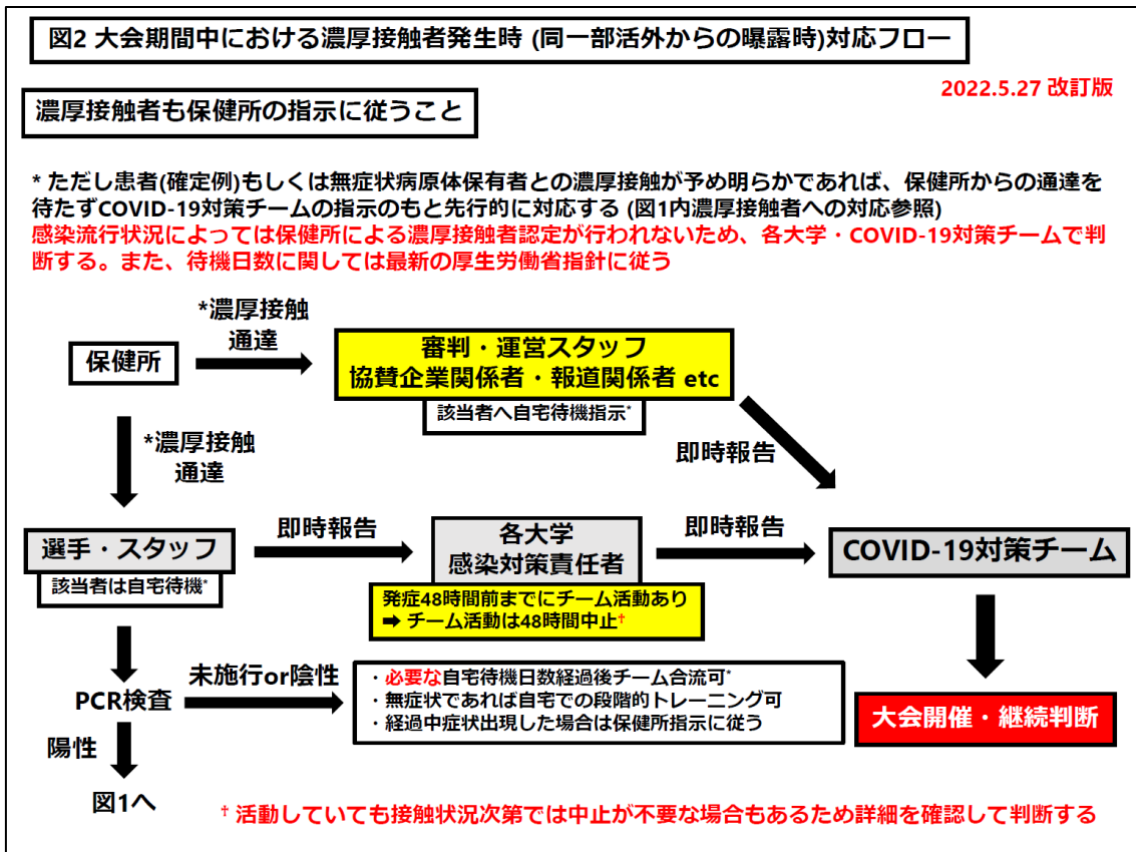 図2 大会期間中における濃厚接触者発生時 (同一部活外からの曝露時)対応フロー
2022.5.27 改訂版
濃厚接触者も保健所の指示に従うこと
* ただし患者(確定例)もしくは無症状病原体保有者との濃厚接触が予め明らかであれば、保健所からの通達を
待たずCOVID-19対策チームの指示のもと先行的に対応する (図1内濃厚接触者への対応参照)
感染流行状況によっては保健所による濃厚接触者認定が行われないため、各大学・COVID-19対策チームで判
断する。また、待機日数に関しては最新の厚生労働省指針に従う
*濃厚接触
通達
保健所
審判・運営スタッフ
協賛企業関係者・報道関係者 etc
該当者へ自宅待機指示*
*濃厚接触
通達
即時報告
選手・スタッフ
該当者は自宅待機*
即時報告
各大学
感染対策責任者
発症48時間前までにチーム活動あり
➡ チーム活動は48時間中止†
即時報告
COVID-19対策チーム
PCR検査
未施行or陰性
・必要な自宅待機日数経過後チーム合流可*
・無症状であれば自宅での段階的トレーニング可
・経過中症状出現した場合は保健所指示に従う
大会開催・継続判断
陽性
図1へ
† 活動していても接触状況次第では中止が不要な場合もあるため詳細を確認して判断する